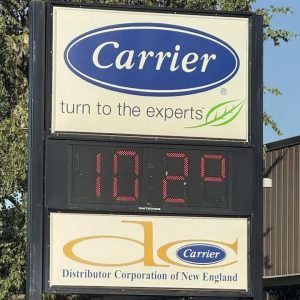 Carrier
turn to the experts
102°
dc
Carrier
Distributor Corporation of New England